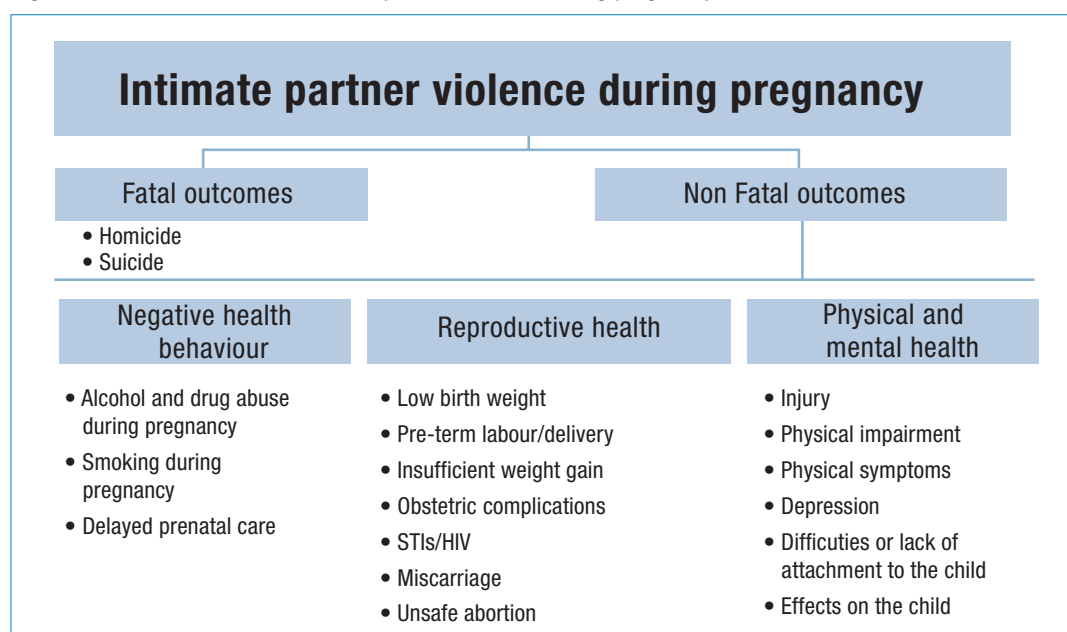 Intimate partner violence during pregnancy
Fatal outcomes
• Homicide
• Suicide
Non Fatal outcomes
Negative health
behaviour
• Alcohol and drug abuse
during pregnancy
• Smoking during
pregnancy
• Delayed prenatal care
Reproductive health
• Low birth weight
• Pre-term labour/delivery
• Insufficient weight gain
• Obstetric complications
• STIs/HIV
• Miscarriage
• Unsafe abortion
Physical and
mental health
• Injury
• Physical impairment
• Physical symptoms
• Depression
• Difficuties or lack of
attachment to the child
• Effects on the child